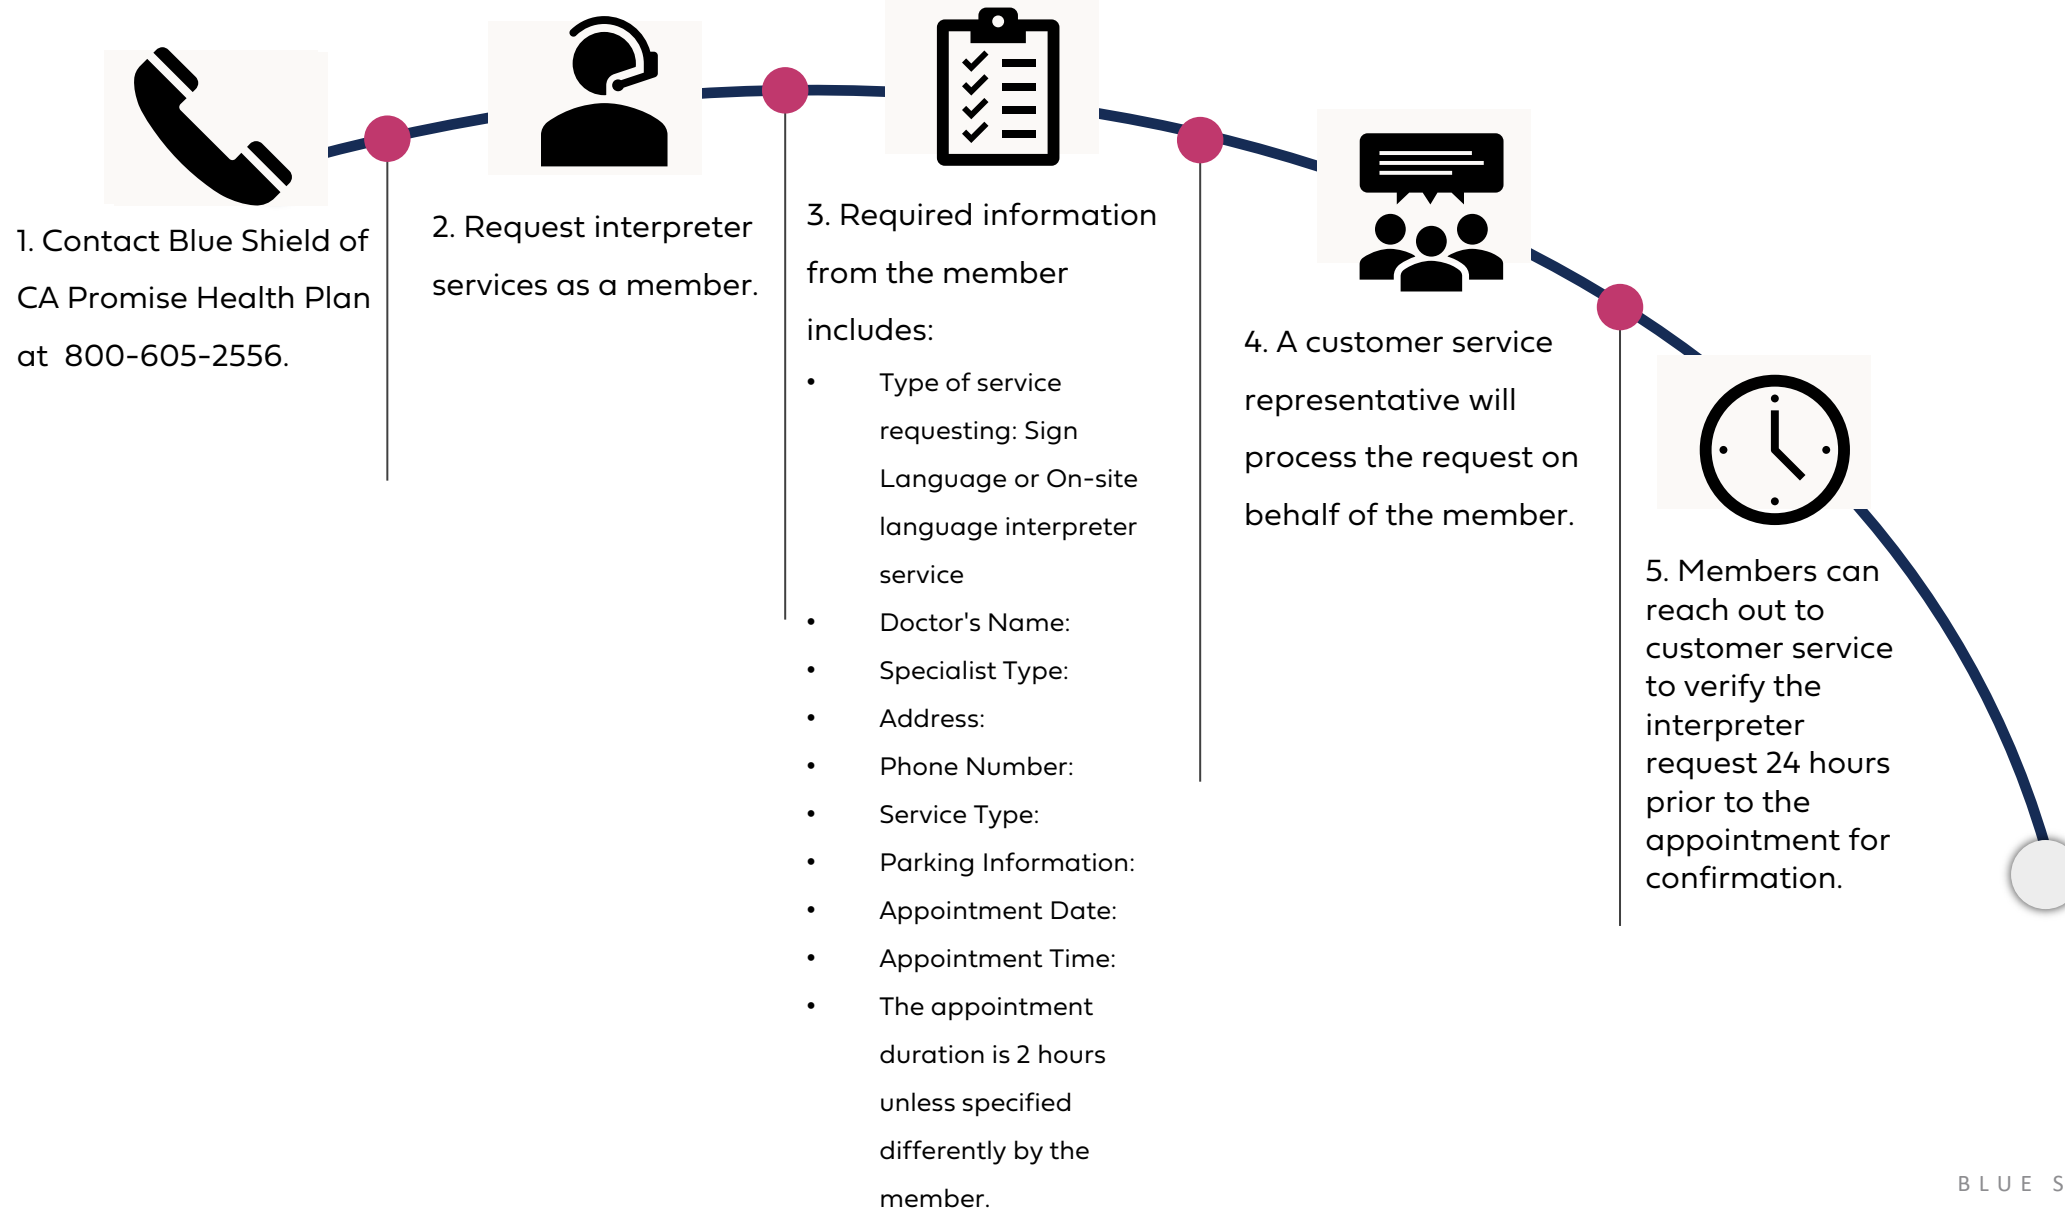 1. Contact Blue Shield of
CA Promise Health Plan
at  800-605-2556.
2. Request interpreter
services as a member.
3. Required information
from the member
includes:
• Type of service
requesting: Sign
Language or On-site
language interpreter
service
• Doctor's Name:
• Specialist Type:
• Address:
• Phone Number:
• Service Type:
• Parking Information:
• Appointment Date:
• Appointment Time:
• The appointment
duration is 2 hours
unless specified
differently by the
member.
4. A customer service
representative will
process the request on
behalf of the member.
5. Members can
reach out to
customer service
to verify the
interpreter
request 24 hours
prior to the
appointment for
confirmation.
BLUE S